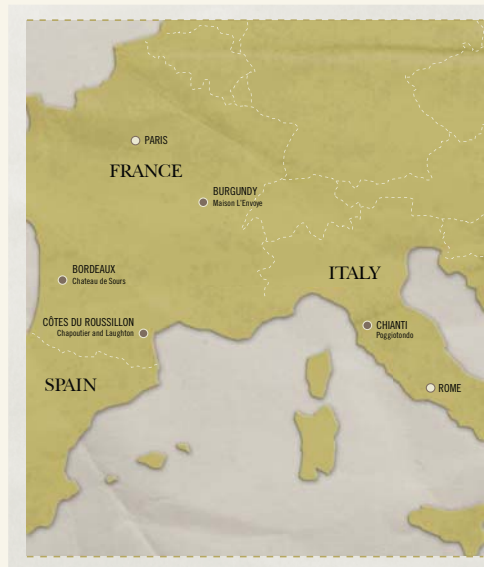 PARIS
FRANCE
BURGUNDY
Maison L'Envoye
BORDEAUX
Chateau de Sours
ITALY
CÔTES DU ROUSSILLON
Chapoutier and Laughton
CHIANTI
Poggiotondo
SPAIN
ROME